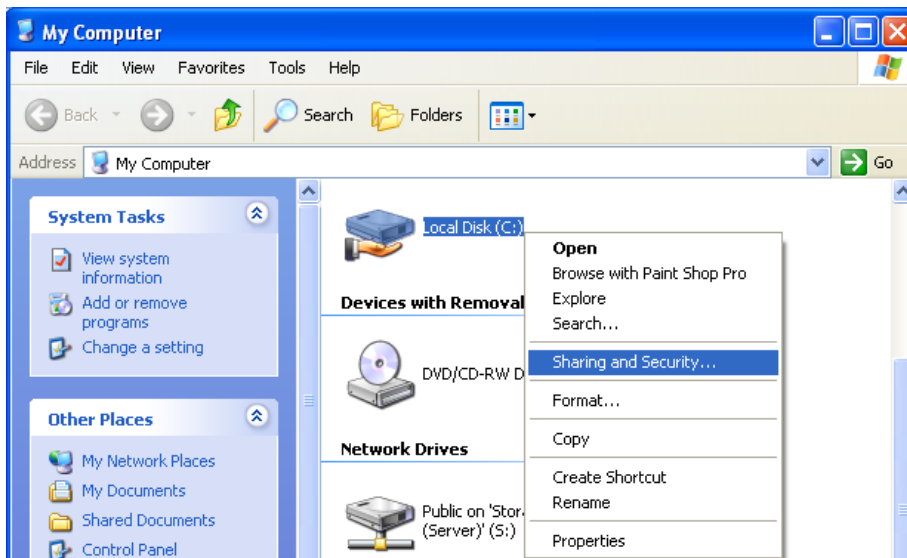 My Computer
File Edit View Favorites Tools Help
Back Search Folders
Address My Computer Go
System Tasks
View system
information
Add or remove
programs
Change a setting
Other Places
My Network Places
My Documents
Shared Documents
Control Panel
Local Disk (C:)
Devices with Removal
DVD/CD-RW D
Network Drives
Public on 'Stor
(Server)' (S:)
Open
Browse with Paint Shop Pro
Explore
Search...
Sharing and Security...
Format...
Copy
Create Shortcut
Rename
Properties